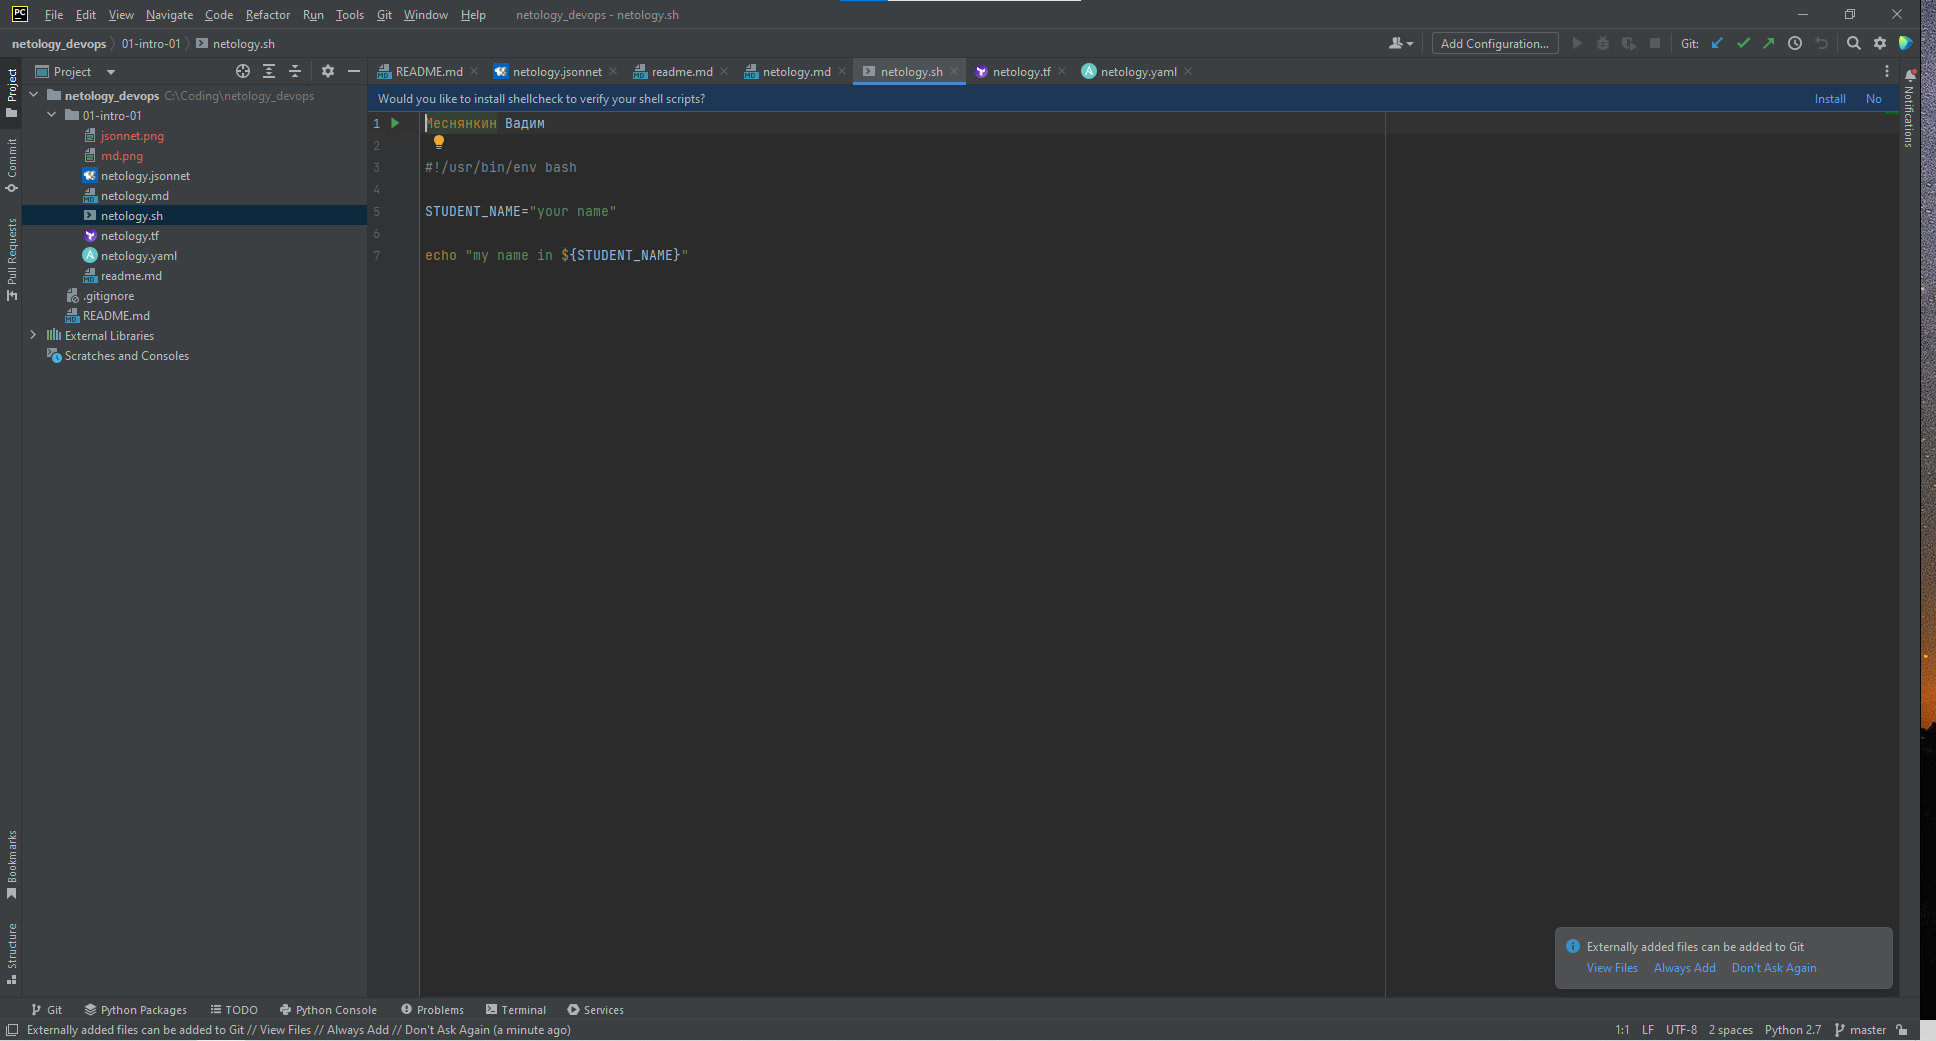 PC File Edit View Navigate Code Refactor Run Tools Git Window Help netology_devops - netology.sh
netology_devops 01-intro-01 netology.sh Add Configuration... Git:
Project README.md netology.jsonnet readme.md netology.md netology.sh netology.tf netology.yaml
Would you like to install shellcheck to verify your shell scripts? Install No
netology_devops C:\Coding\netology_devops
01-intro-01
jsonnet.png
md.png
netology.jsonnet
netology.md
netology.sh
netology.tf
netology.yaml
readme.md
.gitignore
README.md
External Libraries
Scratches and Consoles
1 Меснянкин Вадим
2
3 #!/usr/bin/env bash
4
5 STUDENT_NAME="your name"
6
7 echo "my name in ${STUDENT_NAME}"
Project
Commit
Pull Requests
Bookmarks
Structure
Notifications
Externally added files can be added to Git
View Files Always Add Don't Ask Again
Git Python Packages TODO Python Console Problems Terminal Services
Externally added files can be added to Git // View Files // Always Add // Don't Ask Again (a minute ago) 1:1 LF UTF-8 2 spaces Python 2.7 master